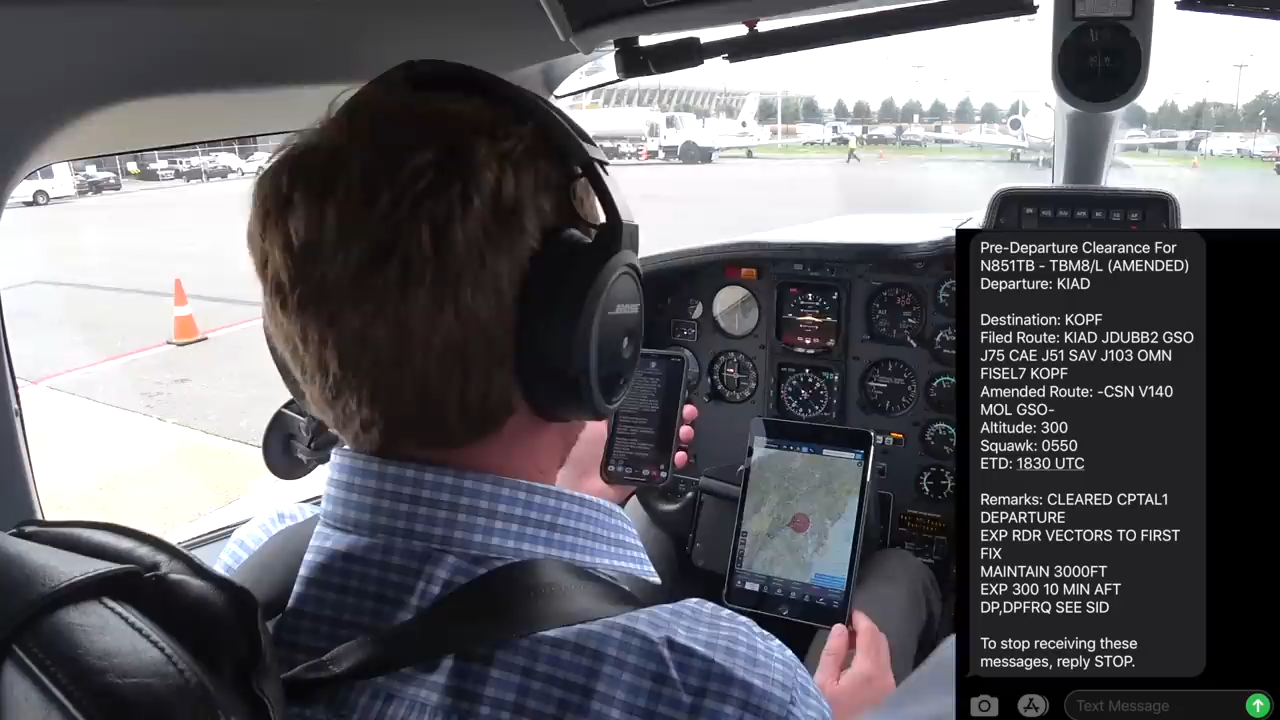 Pre-Departure Clearance For
N851TB - TBM8/L (AMENDED)
Departure: KIAD
Destination: KOPF
Filed Route: KIAD JDUBB2 GSO
J75 CAE J51 SAV J103 OMN
FISEL7 KOPF
Amended Route: -CSN V140
MOL GSO-
Altitude: 300
Squawk: 0550
ETD: 1830 UTC
Remarks: CLEARED CPTAL1
DEPARTURE
EXP RDR VECTORS TO FIRST
FIX
MAINTAIN 3000FT
EXP 300 10 MIN AFT
DP,DPFRQ SEE SID
To stop receiving these
messages, reply STOP.
Text Message
BOSE
ALT